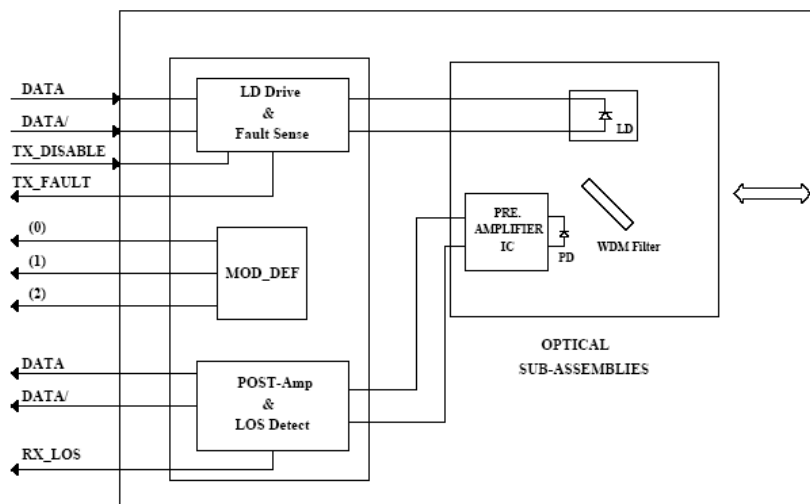 DATA
DATA/
TX_DISABLE
TX_FAULT
LD Drive
&
Fault Sense
LD
(0)
(1)
(2)
MOD_DEF
PRE.
AMPLIFIER
IC
PD
WDM Filter
OPTICAL
SUB-ASSEMBLIES
DATA
DATA/
RX_LOS
POST-Amp
&
LOS Detect